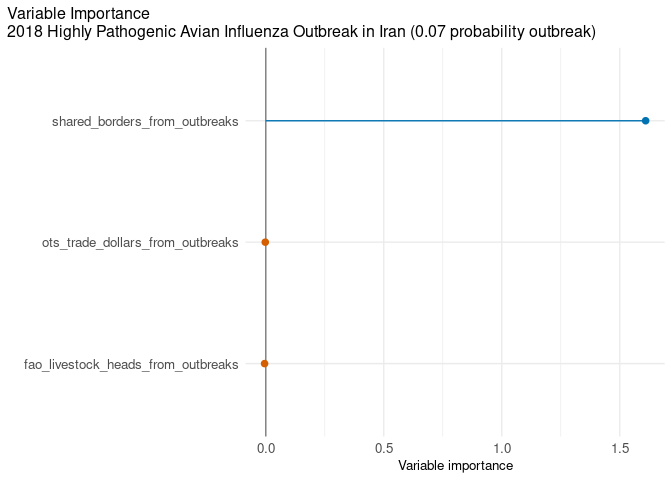 Variable Importance
2018 Highly Pathogenic Avian Influenza Outbreak in Iran (0.07 probability outbreak)
shared_borders_from_outbreaks
ots_trade_dollars_from_outbreaks
fao_livestock_heads_from_outbreaks
0.0 0.5 1.0 1.5
Variable importance